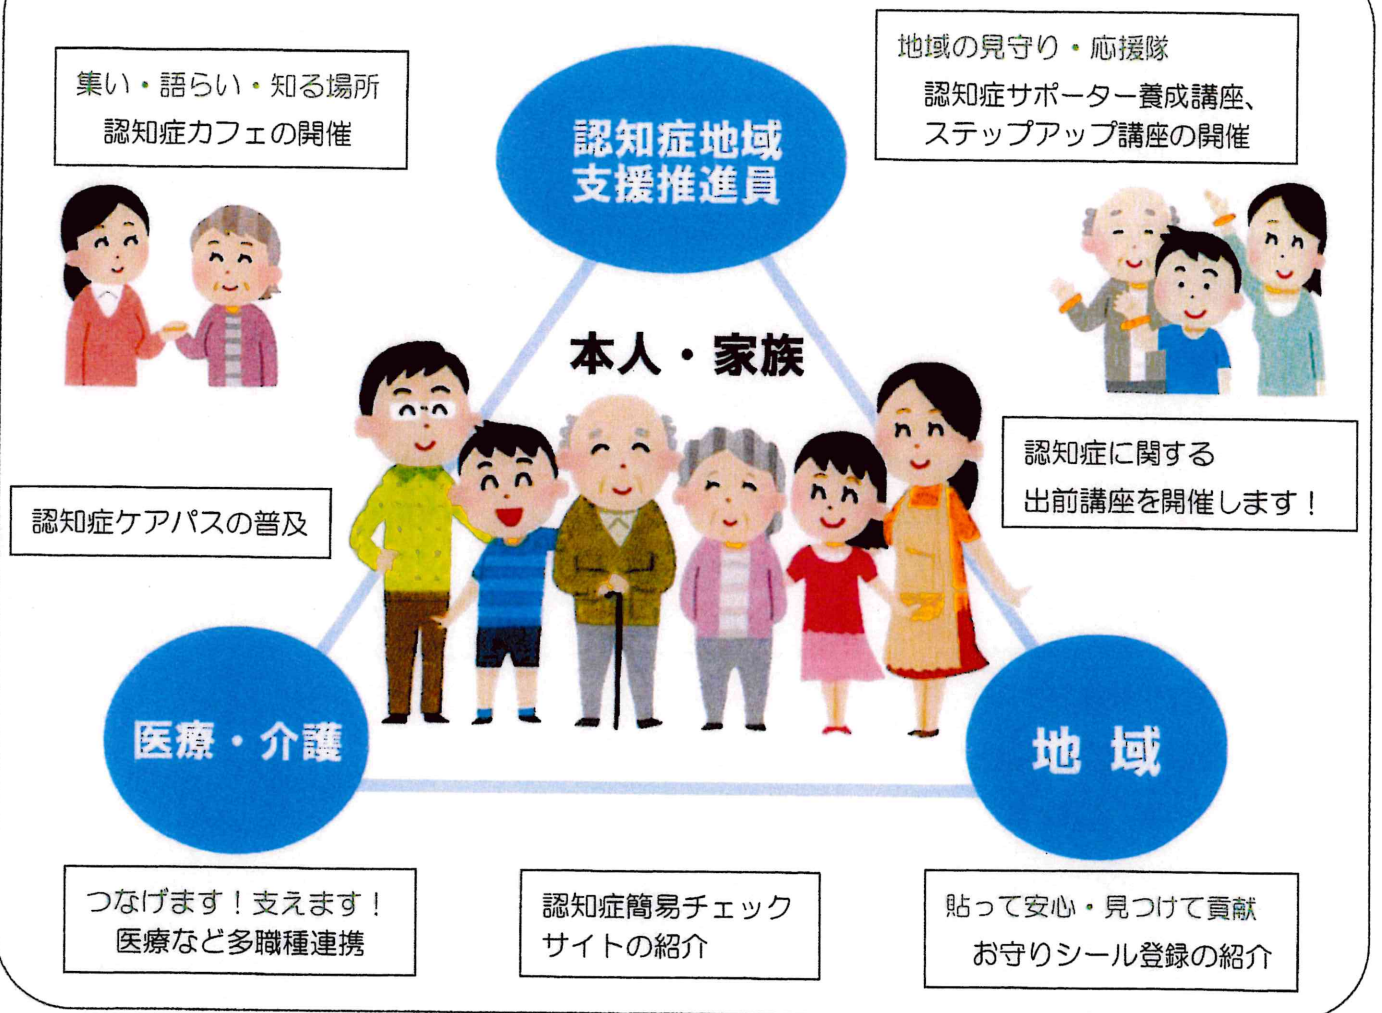 集い・語らい・知る場所
認知症カフェの開催
認知症地域
支援推進員
地域の見守り・応援隊
認知症サポーター養成講座、
ステップアップ講座の開催
本人・家族
認知症ケアパスの普及
認知症に関する
出前講座を開催します！
医療・介護
地域
つなげます！支えます！
医療など多職種連携
認知症簡易チェック
サイトの紹介
貼って安心・見つけて貢献
お守りシール登録の紹介